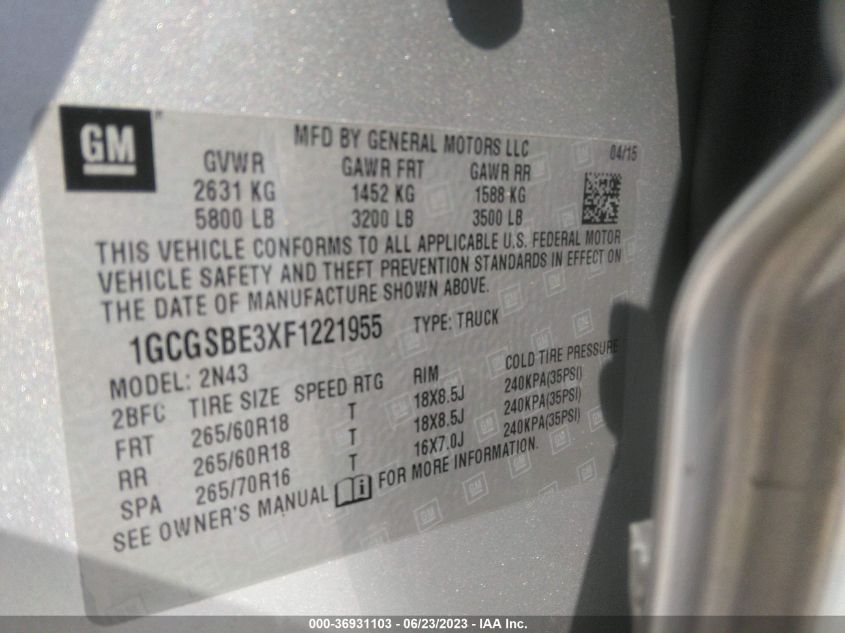 GM
MFD BY GENERAL MOTORS LLC 04/15
GVWR GAWR FRT GAWR RR
2631 KG 1452 KG 1588 KG
5800 LB 3200 LB 3500 LB
THIS VEHICLE CONFORMS TO ALL APPLICABLE U.S. FEDERAL MOTOR
VEHICLE SAFETY AND THEFT PREVENTION STANDARDS IN EFFECT ON
THE DATE OF MANUFACTURE SHOWN ABOVE.
1GCGSBE3XF1221955 TYPE: TRUCK
MODEL: 2N43
2BFC TIRE SIZE SPEED RTG RIM COLD TIRE PRESSURE
FRT 265/60R18 T 18X8.5J 240KPA(35PSI)
RR 265/60R18 T 18X8.5J 240KPA(35PSI)
SPA 265/70R16 T 16X7.0J 240KPA(35PSI)
SEE OWNER'S MANUAL FOR MORE INFORMATION.
000-36931103 - 06/23/2023 - IAA Inc.